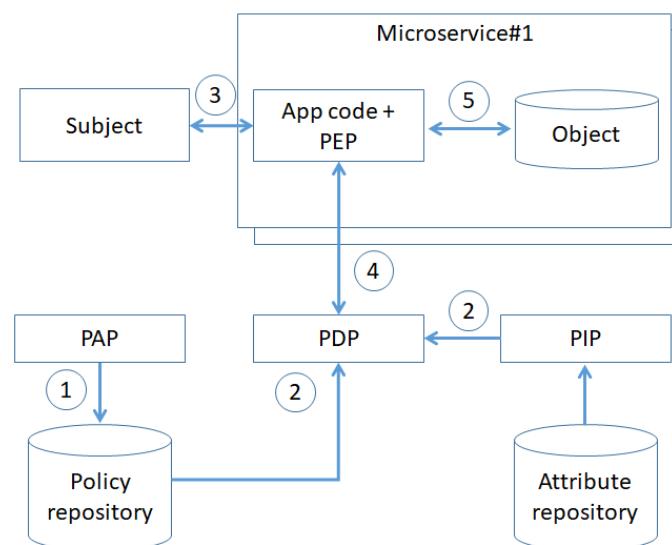 Microservice#1
3
5
Subject
App code +
PEP
Object
4
2
PAP
PDP
PIP
1
2
Policy
repository
Attribute
repository